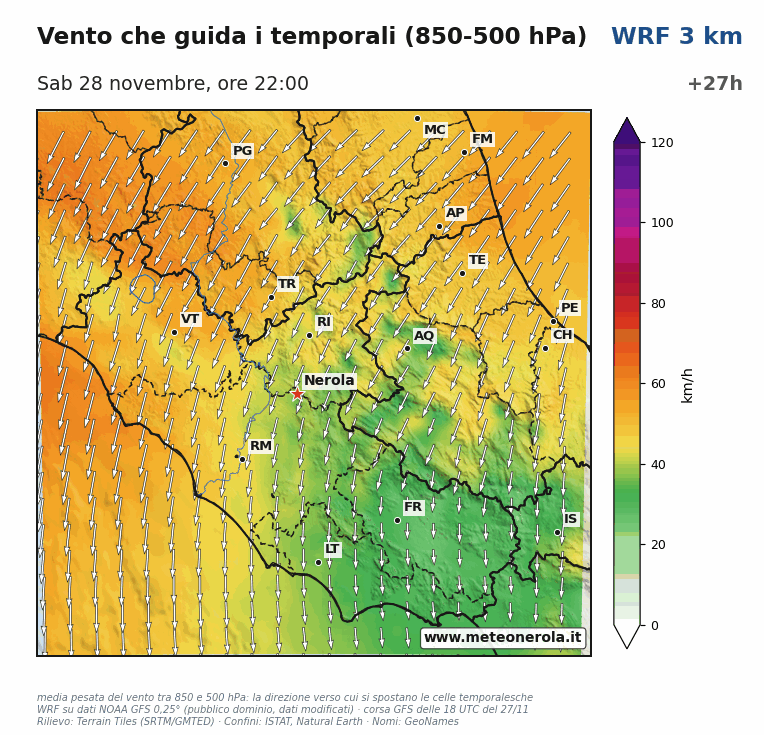 Vento che guida i temporali (850-500 hPa) WRF 3 km
Sab 28 novembre, ore 22:00 +27h
MC
FM
PG
AP
TE
TR
PE
VT
RI
AQ
CH
Nerola
RM
FR
IS
LT
www.meteonerola.it
120
100
80
60
40
20
0
km/h
media pesata del vento tra 850 e 500 hPa: la direzione verso cui si spostano le celle temporalesche
WRF su dati NOAA GFS 0,25° (pubblico dominio, dati modificati) · corsa GFS delle 18 UTC del 27/11
Rilievo: Terrain Tiles (SRTM/GMTED) · Confini: ISTAT, Natural Earth · Nomi: GeoNames